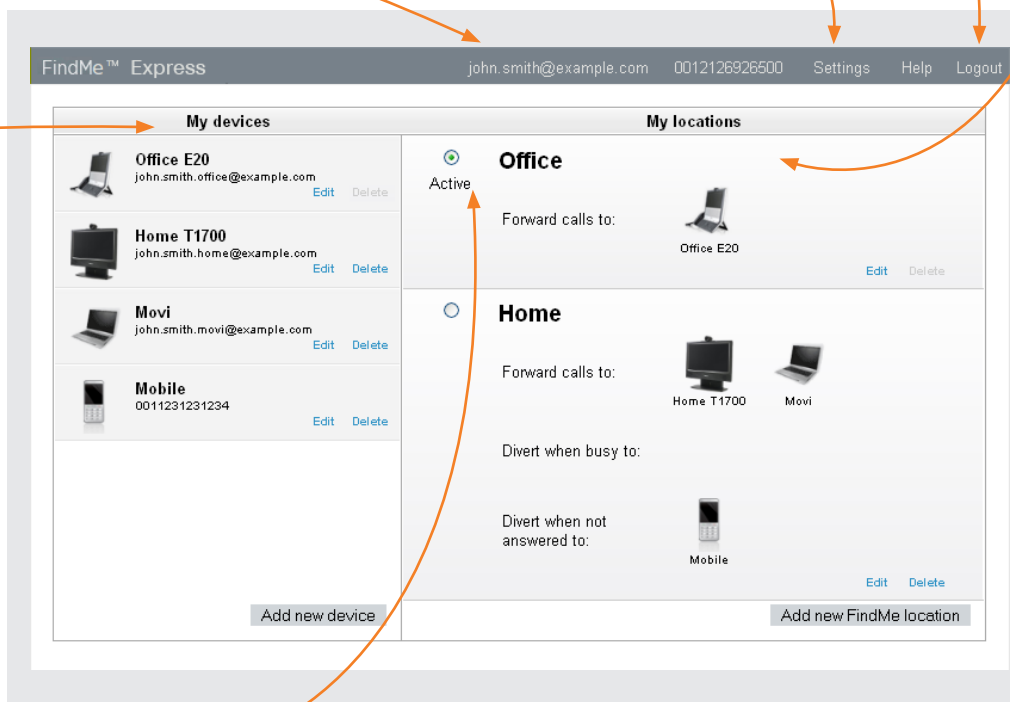 FindMe™ Express john.smith@example.com 0012126926500 Settings Help Logout
My devices
Office E20
john.smith.office@example.com
Edit Delete
Home T1700
john.smith.home@example.com
Edit Delete
Movi
john.smith.movi@example.com
Edit Delete
Mobile
0011231231234
Edit Delete
Add new device
My locations
Active
Office
Forward calls to:
Office E20
Edit Delete
Home
Forward calls to:
Home T1700 Movi
Divert when busy to:
Divert when not
answered to:
Mobile
Edit Delete
Add new FindMe location